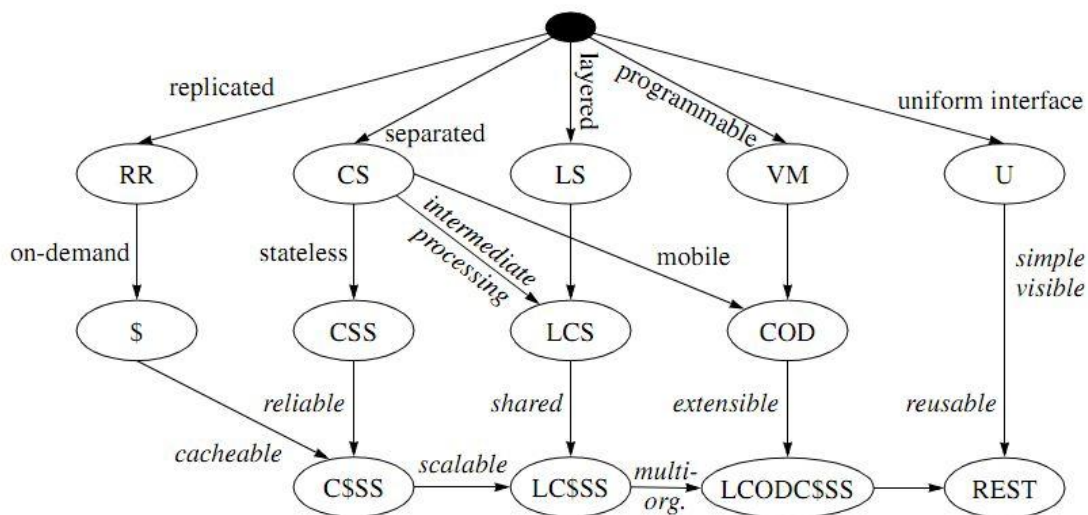 replicated
separated
layered
programmable
uniform interface
RR
CS
LS
VM
U
on-demand
stateless
intermediate
processing
mobile
simple
visible
$
CSS
LCS
COD
reliable
shared
extensible
reusable
cacheable
scalable
multi-
org.
C$SS
LC$SS
LCODC$SS
REST